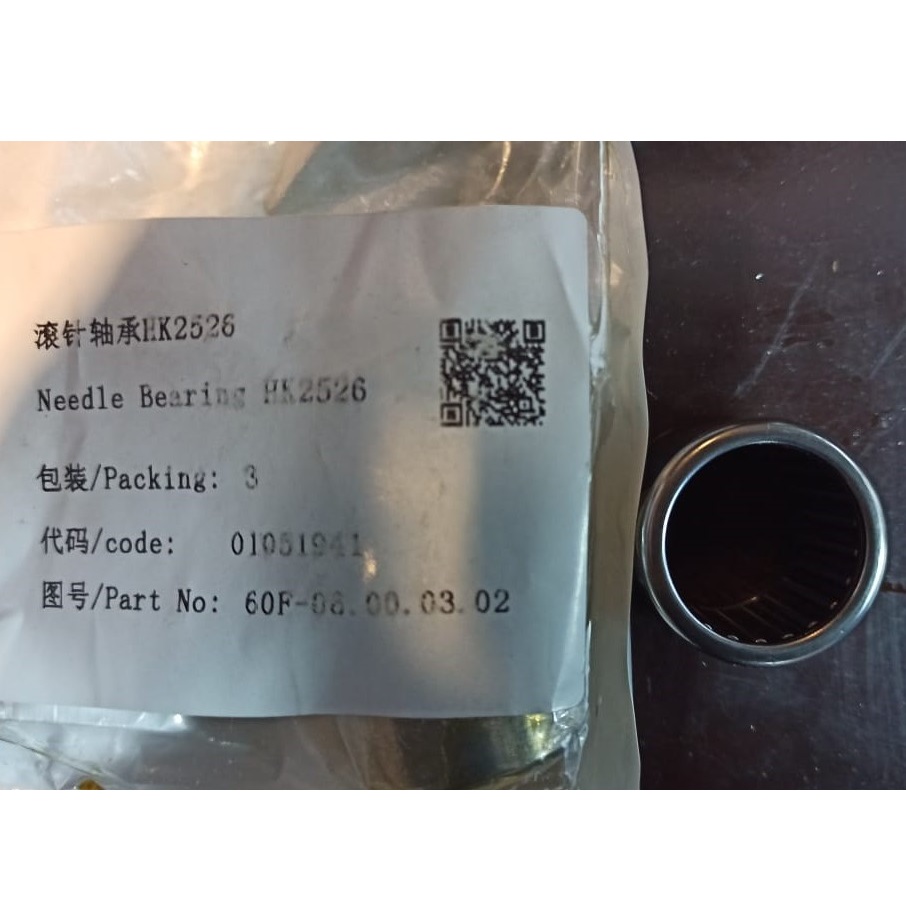 滚针轴承HK2526
Needle Bearing HK2526
包装/Packing: 3
代码/code: 01051941
图号/Part No: 60F-08.00.03.02